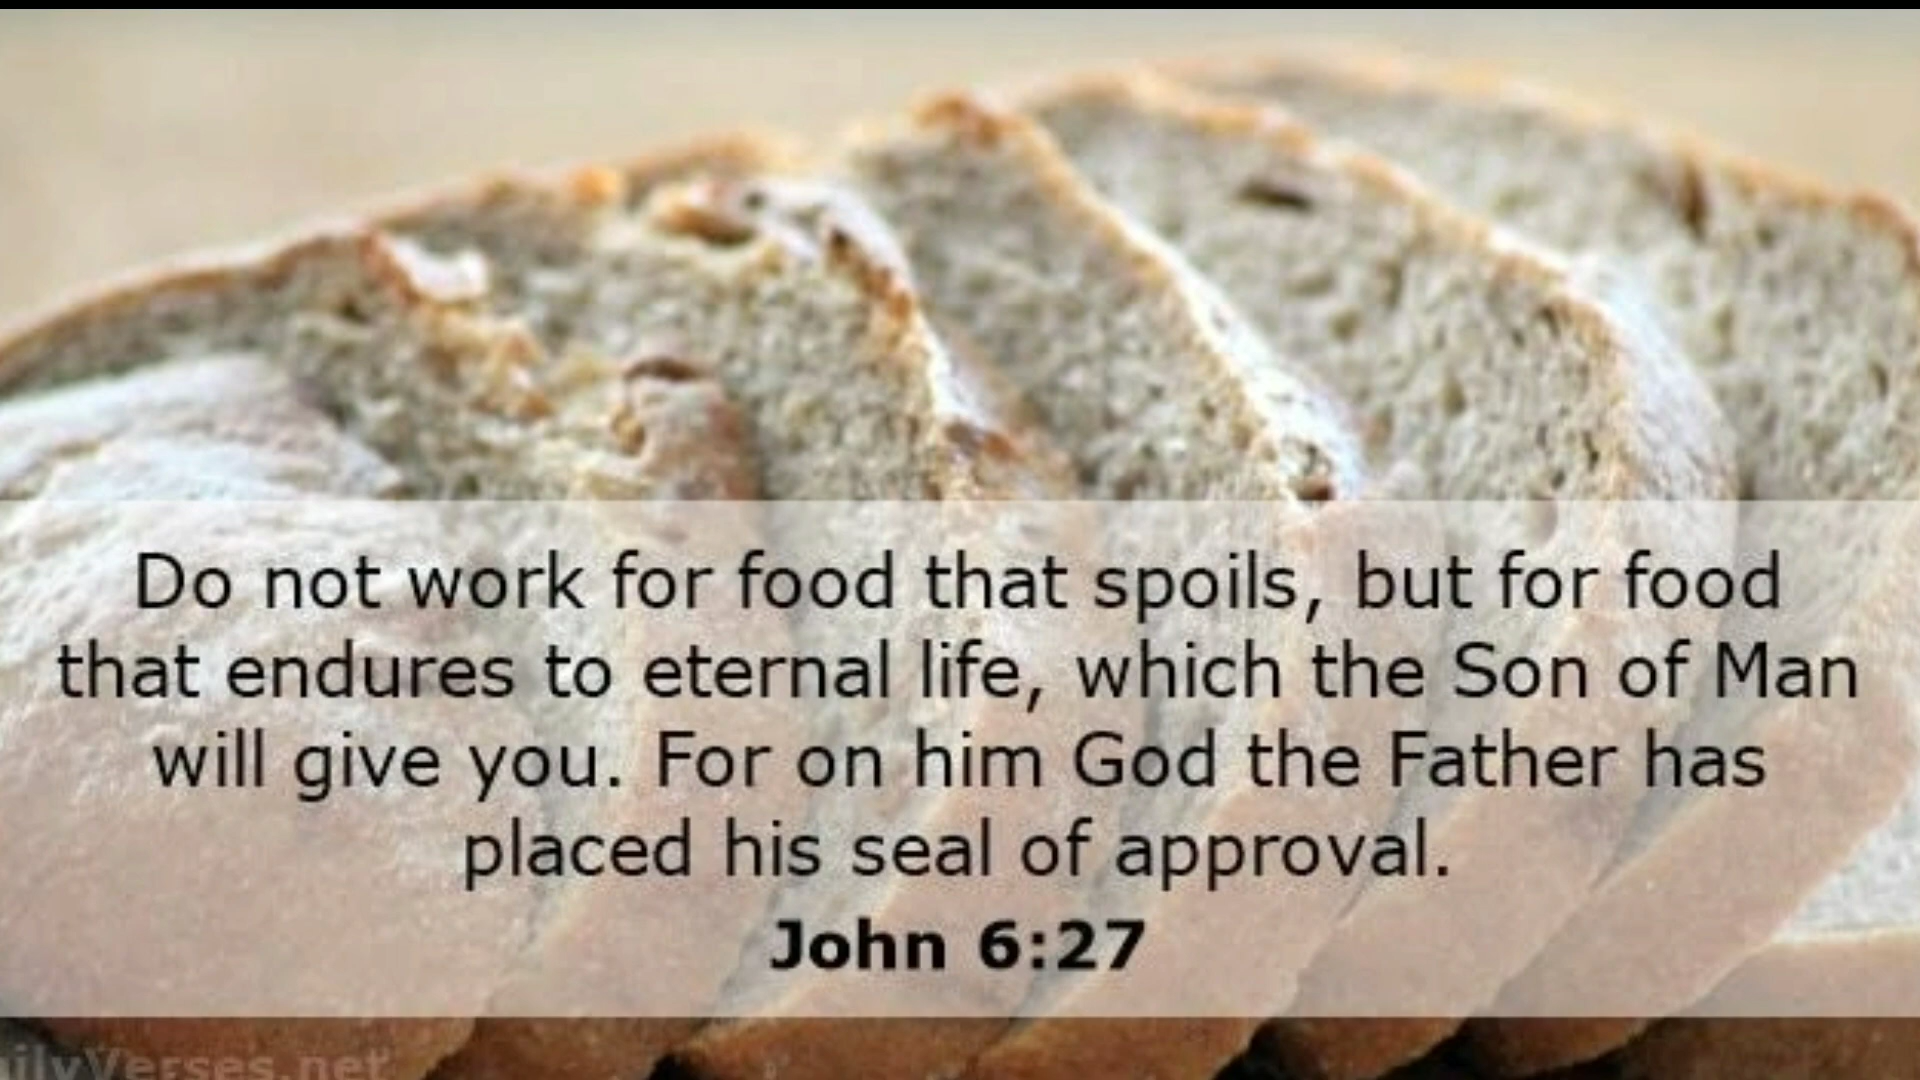 Do not work for food that spoils, but for food
that endures to eternal life, which the Son of Man
will give you. For on him God the Father has
placed his seal of approval.
John 6:27
ilyVerses.net